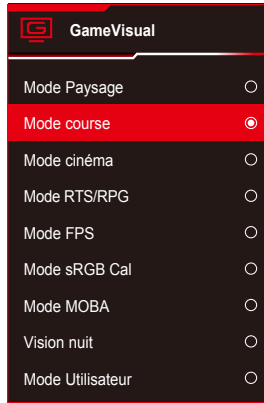 GameVisual
Mode Paysage
Mode course
Mode cinéma
Mode RTS/RPG
Mode FPS
Mode sRGB Cal
Mode MOBA
Vision nuit
Mode Utilisateur